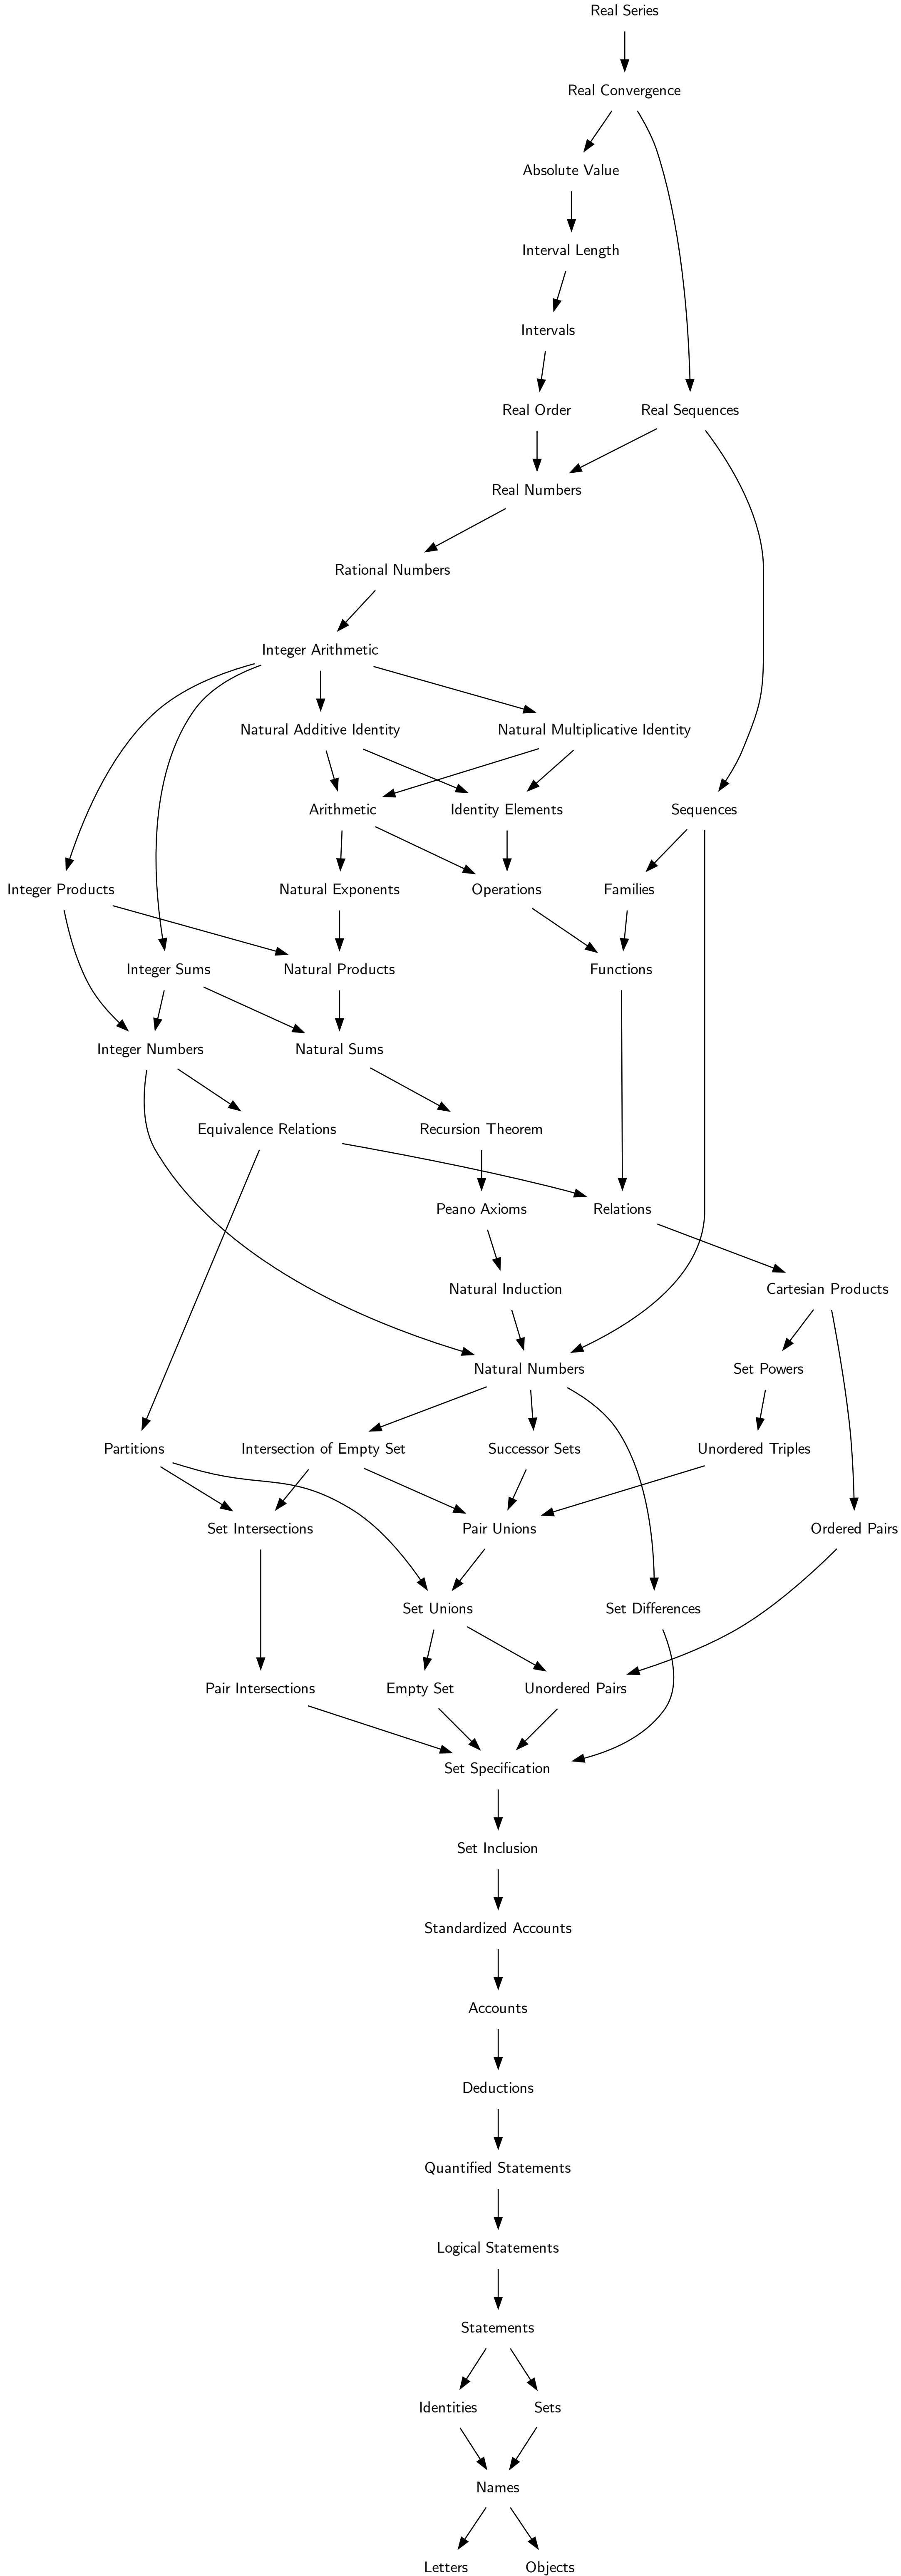 Real Series
Real Convergence
Absolute Value
Interval Length
Intervals
Real Order
Real Sequences
Real Numbers
Rational Numbers
Integer Arithmetic
Natural Additive Identity
Natural Multiplicative Identity
Arithmetic
Identity Elements
Sequences
Integer Products
Natural Exponents
Operations
Families
Integer Sums
Natural Products
Functions
Integer Numbers
Natural Sums
Equivalence Relations
Recursion Theorem
Peano Axioms
Relations
Natural Induction
Cartesian Products
Natural Numbers
Set Powers
Partitions
Intersection of Empty Set
Successor Sets
Unordered Triples
Set Intersections
Pair Unions
Ordered Pairs
Set Unions
Set Differences
Pair Intersections
Empty Set
Unordered Pairs
Set Specification
Set Inclusion
Standardized Accounts
Accounts
Deductions
Quantified Statements
Logical Statements
Statements
Identities
Sets
Names
Letters
Objects